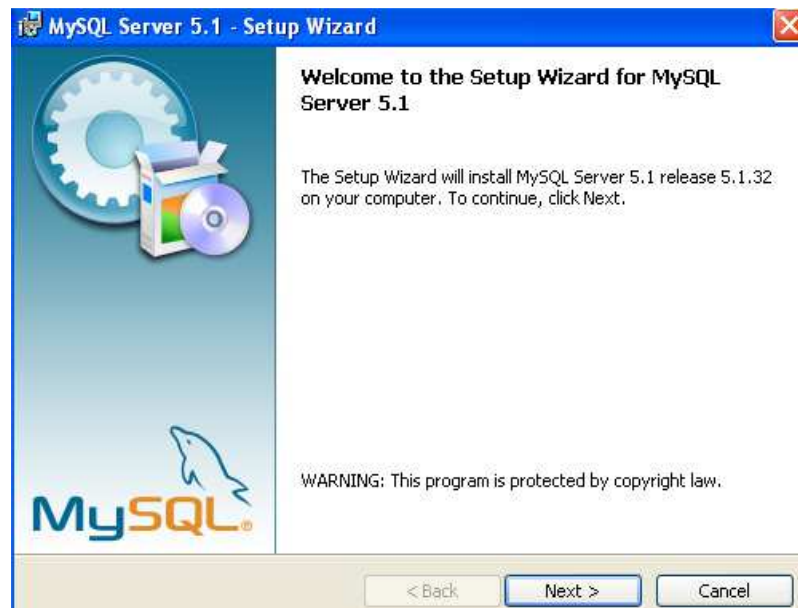 MySQL Server 5.1 - Setup Wizard
Welcome to the Setup Wizard for MySQL
Server 5.1
The Setup Wizard will install MySQL Server 5.1 release 5.1.32
on your computer. To continue, click Next.
WARNING: This program is protected by copyright law.
MySQL®
< Back
Next >
Cancel